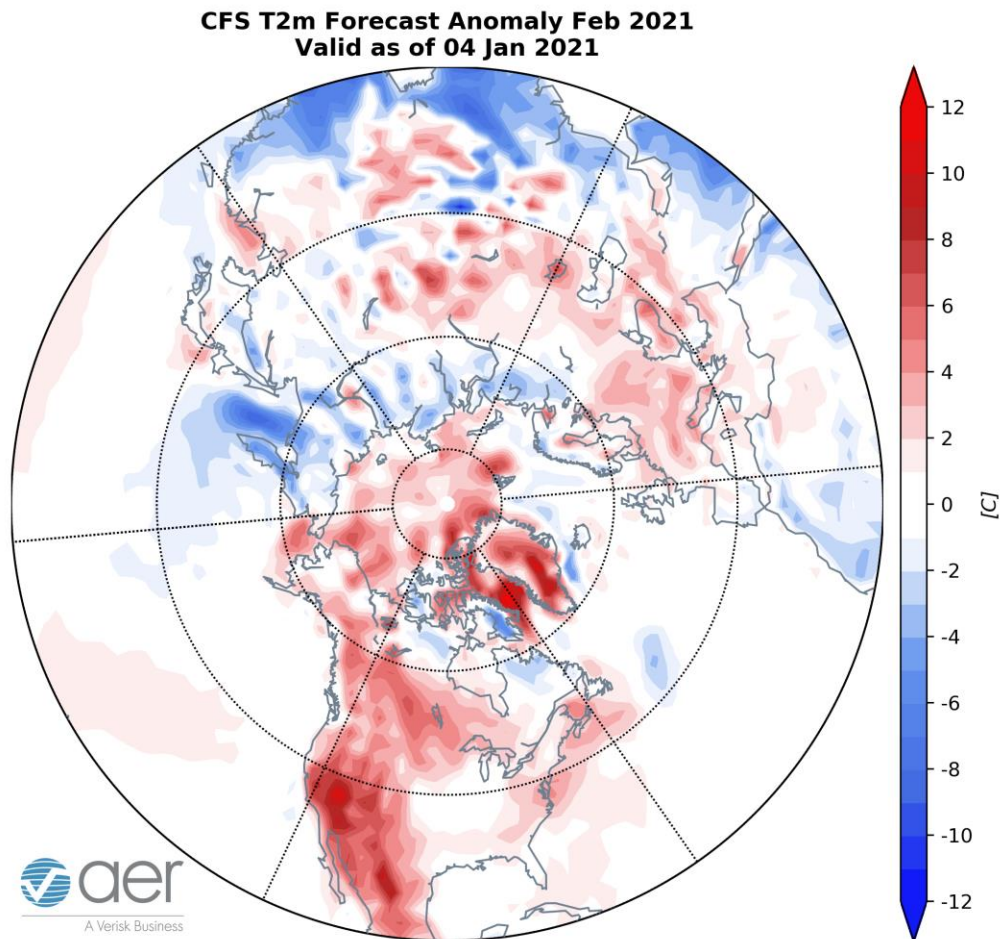 CFS T2m Forecast Anomaly Feb 2021
Valid as of 04 Jan 2021
12
10
8
6
4
2
0
-2
-4
-6
-8
-10
-12
[C]
aer
A Verisk Business